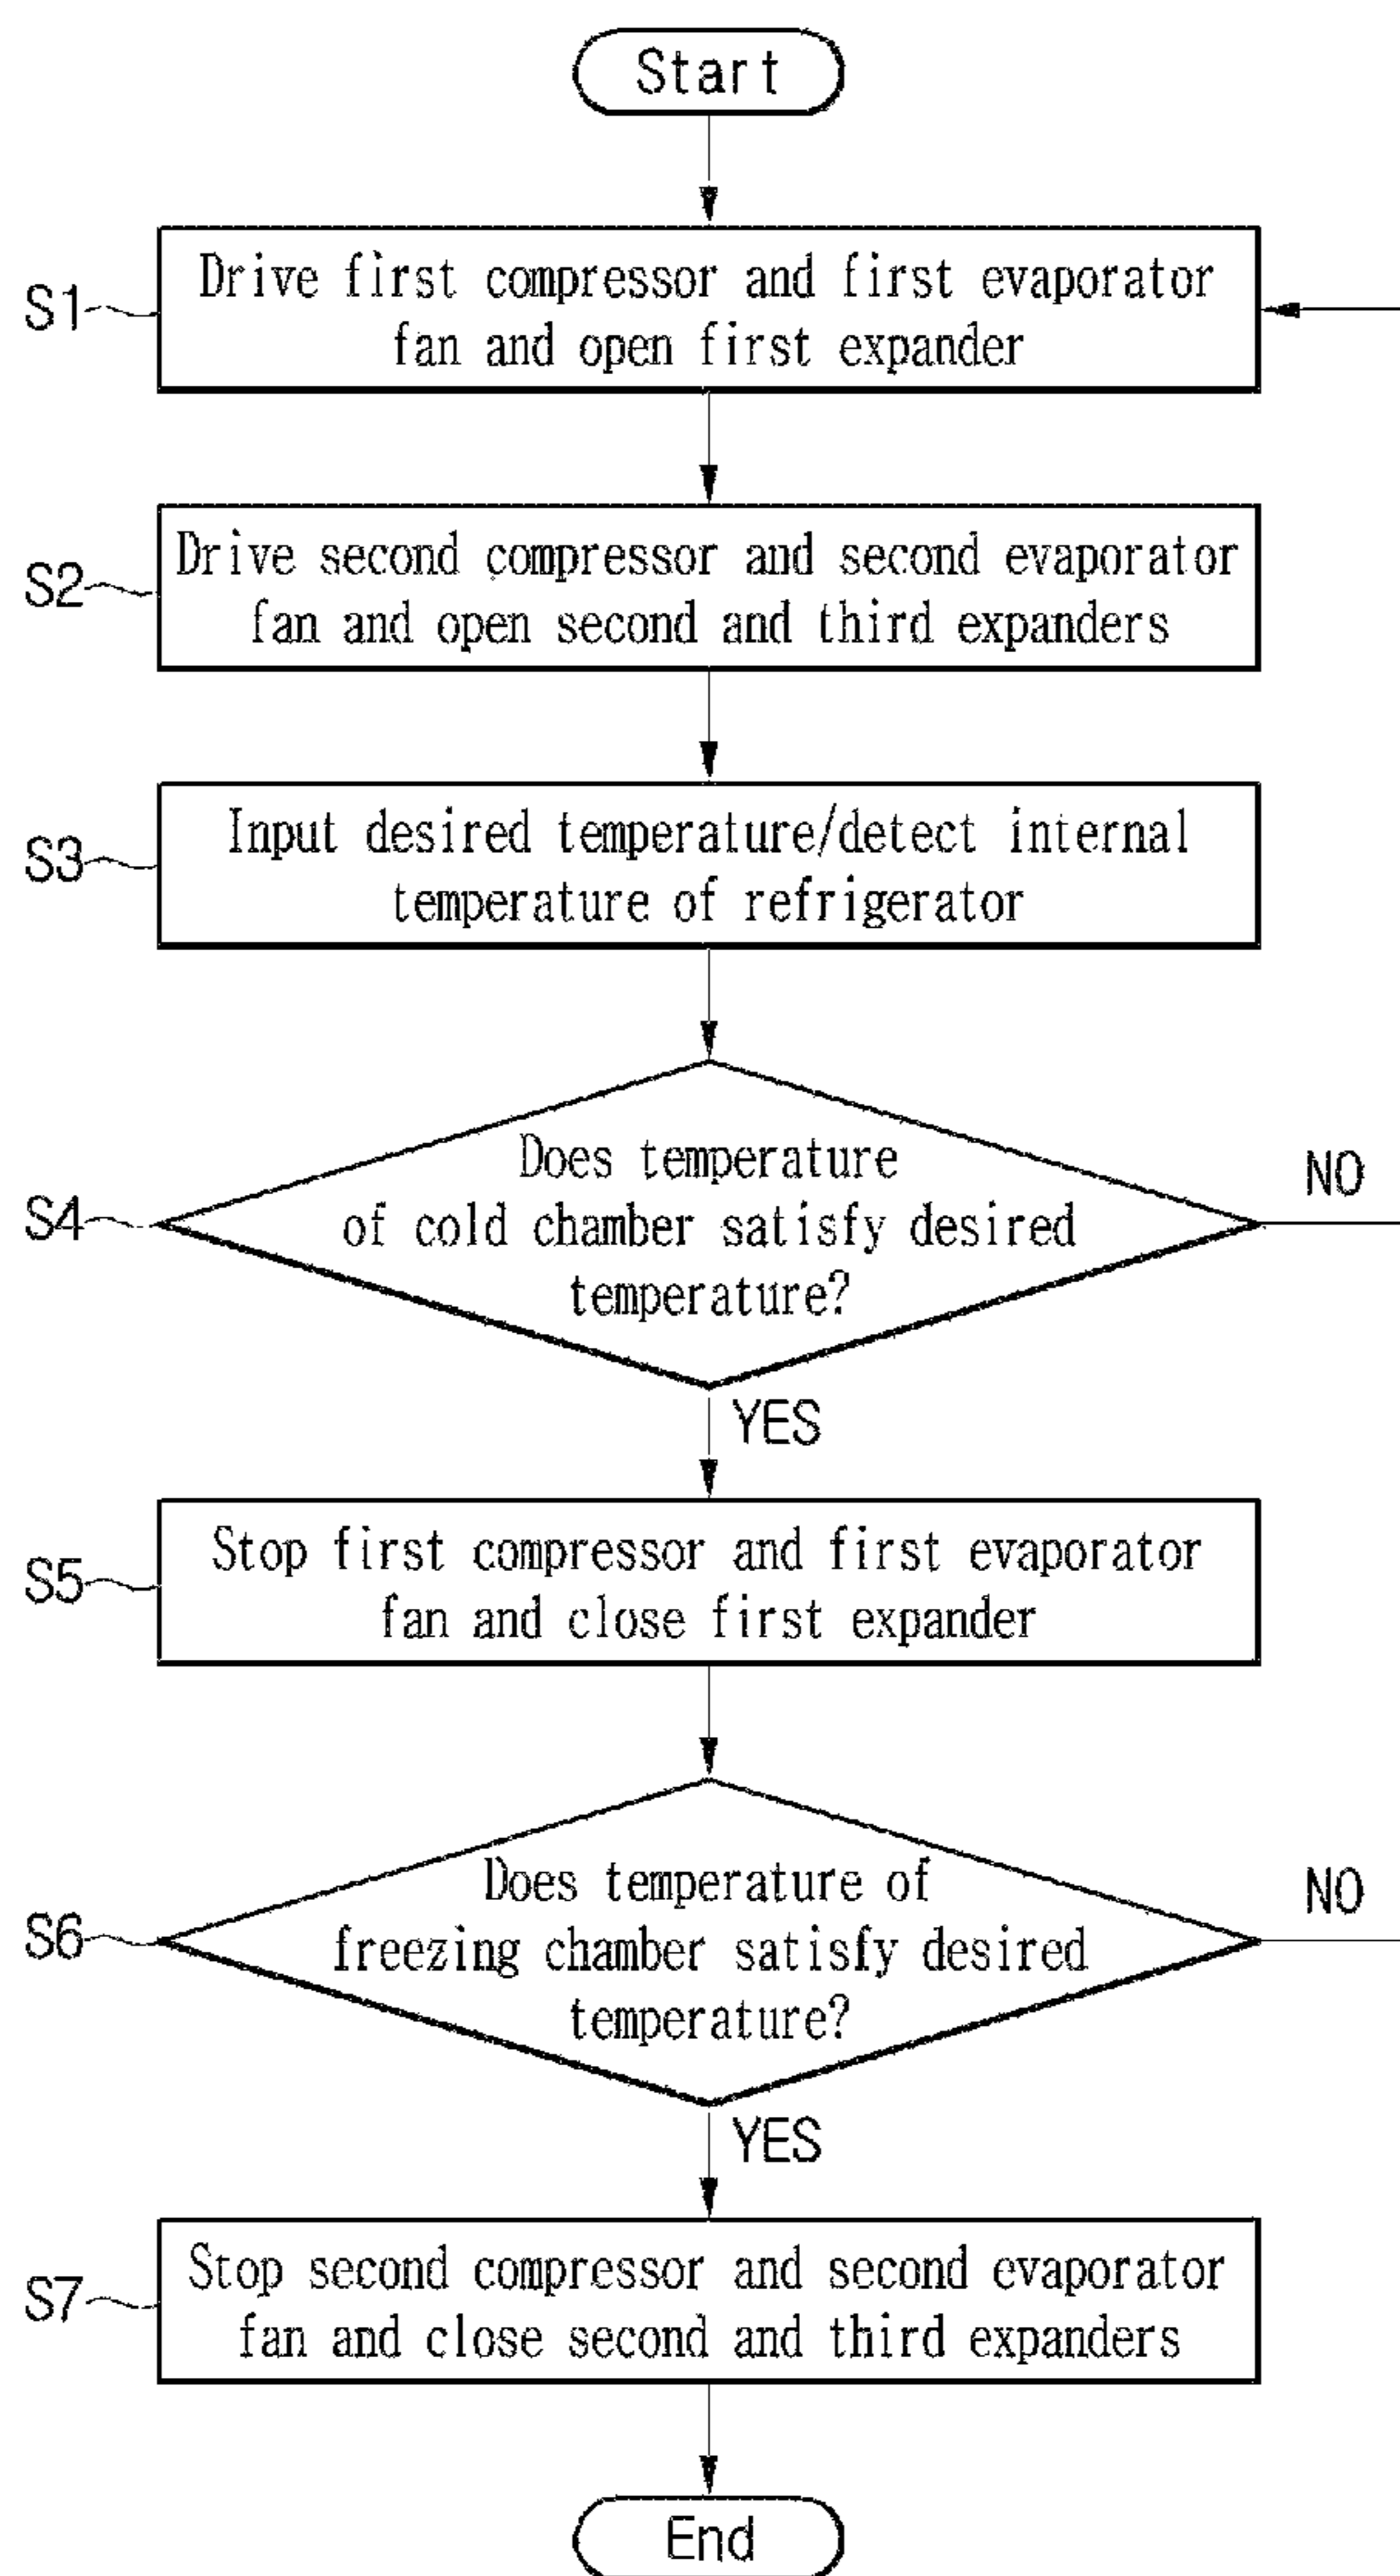 Start
S1
Drive first compressor and first evaporator
fan and open first expander
S2
Drive second compressor and second evaporator
fan and open second and third expanders
S3
Input desired temperature/detect internal
temperature of refrigerator
S4
Does temperature
of cold chamber satisfy desired
temperature?
NO
YES
S5
Stop first compressor and first evaporator
fan and close first expander
S6
Does temperature of
freezing chamber satisfy desired
temperature?
NO
YES
S7
Stop second compressor and second evaporator
fan and close second and third expanders
End